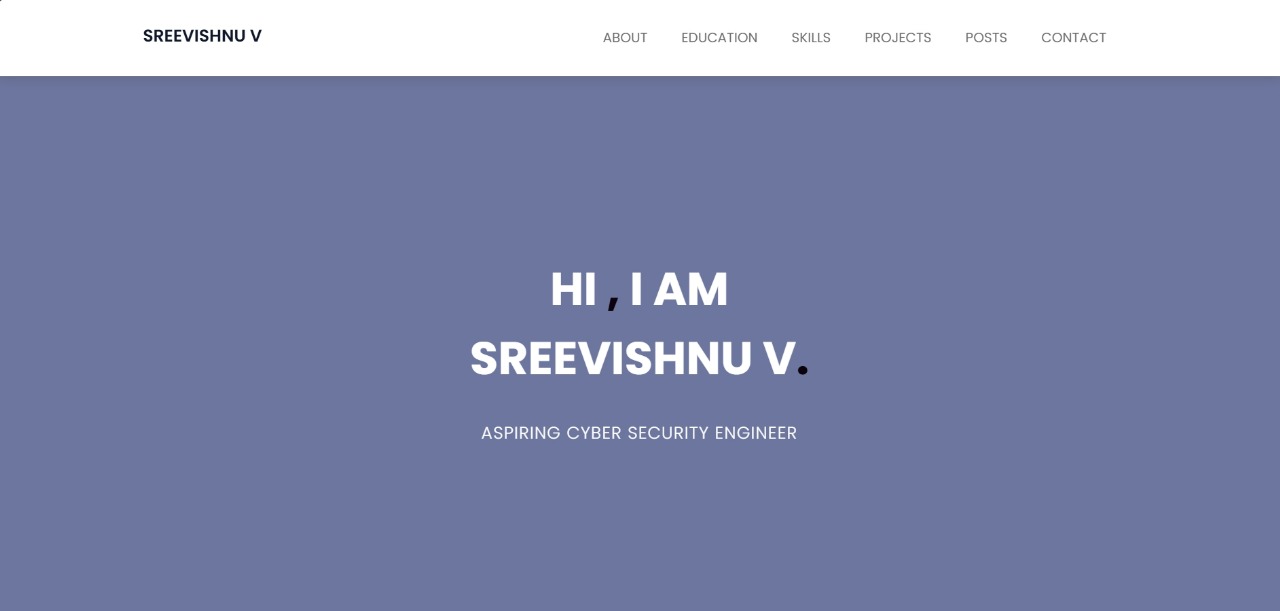 SREEVISHNU V
ABOUT EDUCATION SKILLS PROJECTS POSTS CONTACT
HI , I AM
SREEVISHNU V.
ASPIRING CYBER SECURITY ENGINEER